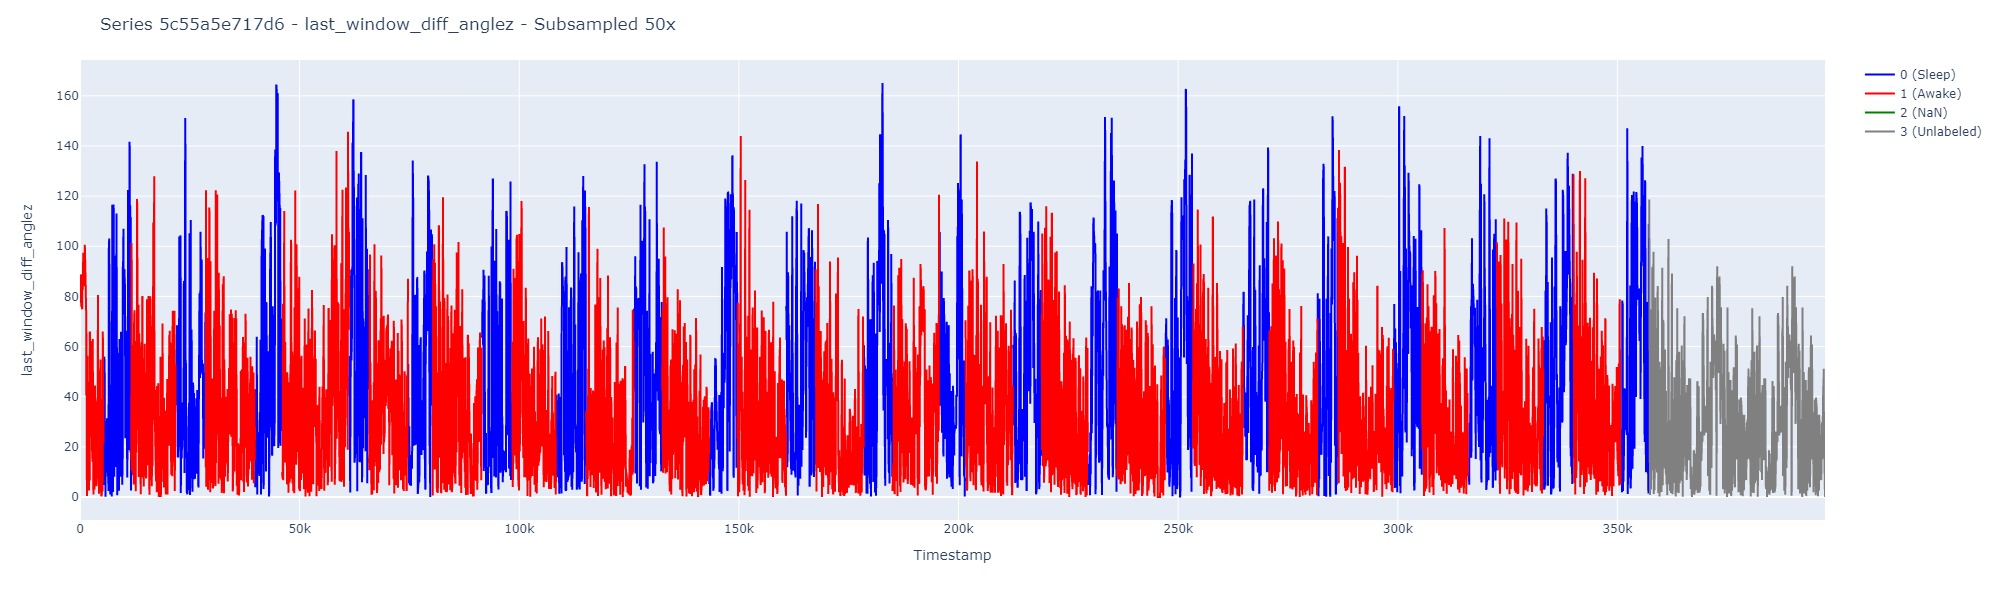 Series 5c55a5e717d6 - last_window_diff_anglez - Subsampled 50x
0 (Sleep)
1 (Awake)
2 (NaN)
3 (Unlabeled)
last_window_diff_anglez
160
140
120
100
80
60
40
20
0
0 50k 100k 150k 200k 250k 300k 350k
Timestamp